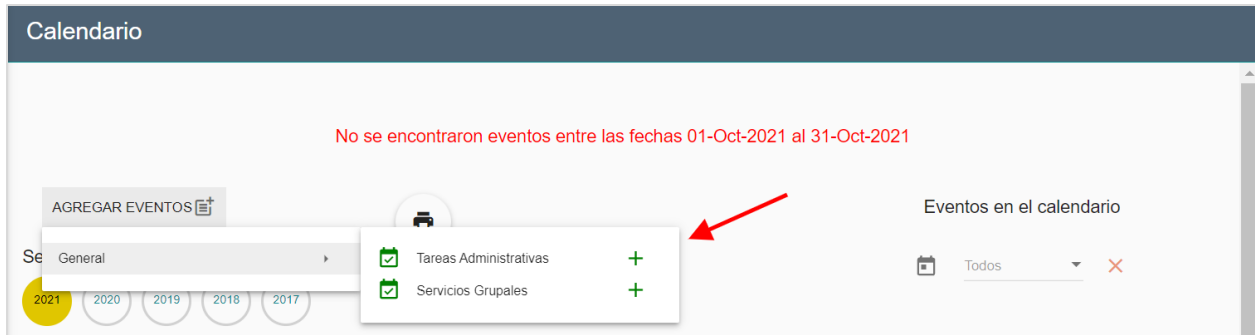 Calendario
No se encontraron eventos entre las fechas 01-Oct-2021 al 31-Oct-2021
AGREGAR EVENTOS
Eventos en el calendario
Se
General
Tareas Administrativas
Servicios Grupales
Todos
2021
2020
2019
2018
2017